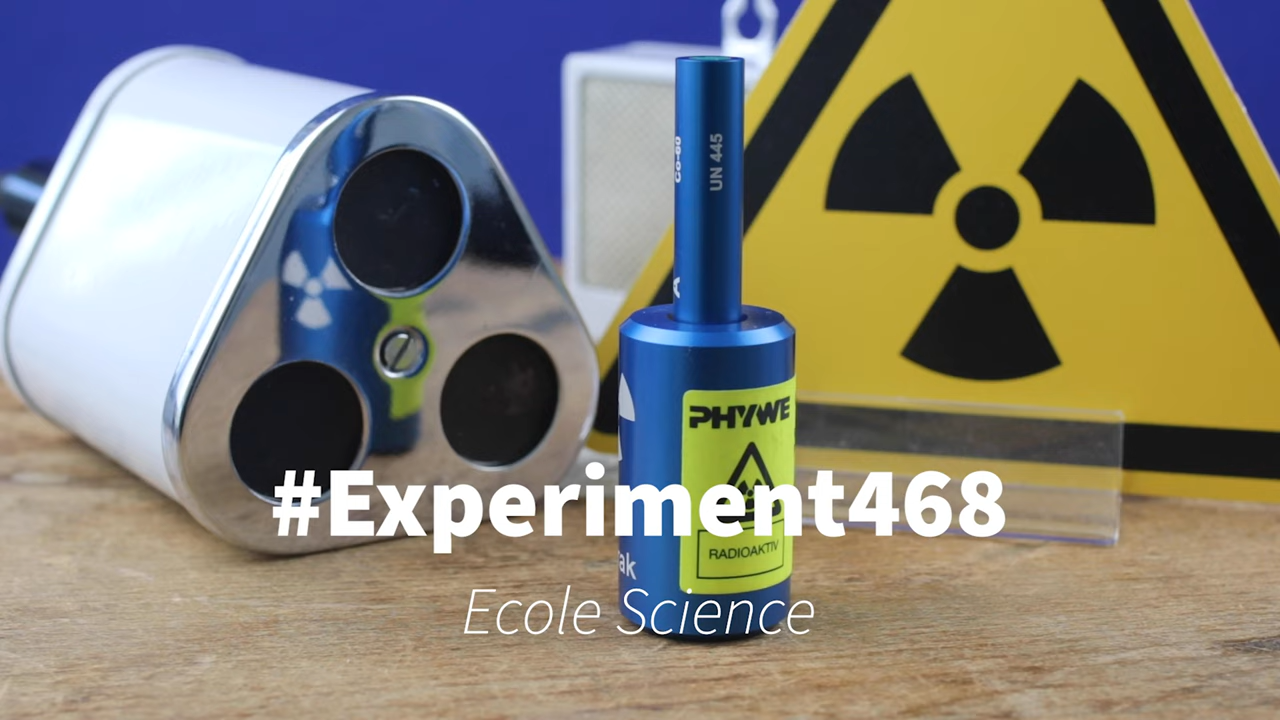 Co-60
UN 445
A
PHYWE
#Experiment468
RADIOAKTIV
ak
Ecole Science